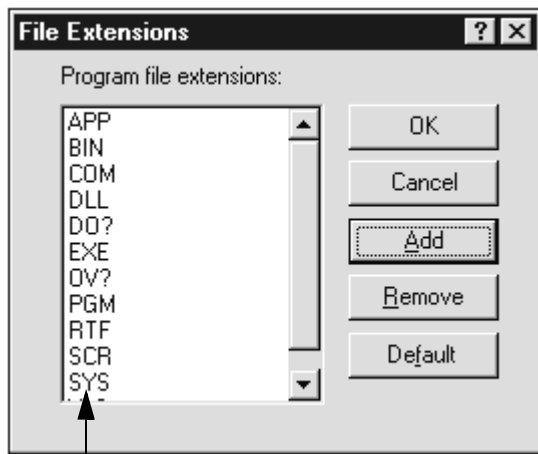 File Extensions
? X
Program file extensions:
APP
BIN
COM
DLL
DO?
EXE
OV?
PGM
RTF
SCR
SYS
OK
Cancel
Add
Remove
Default